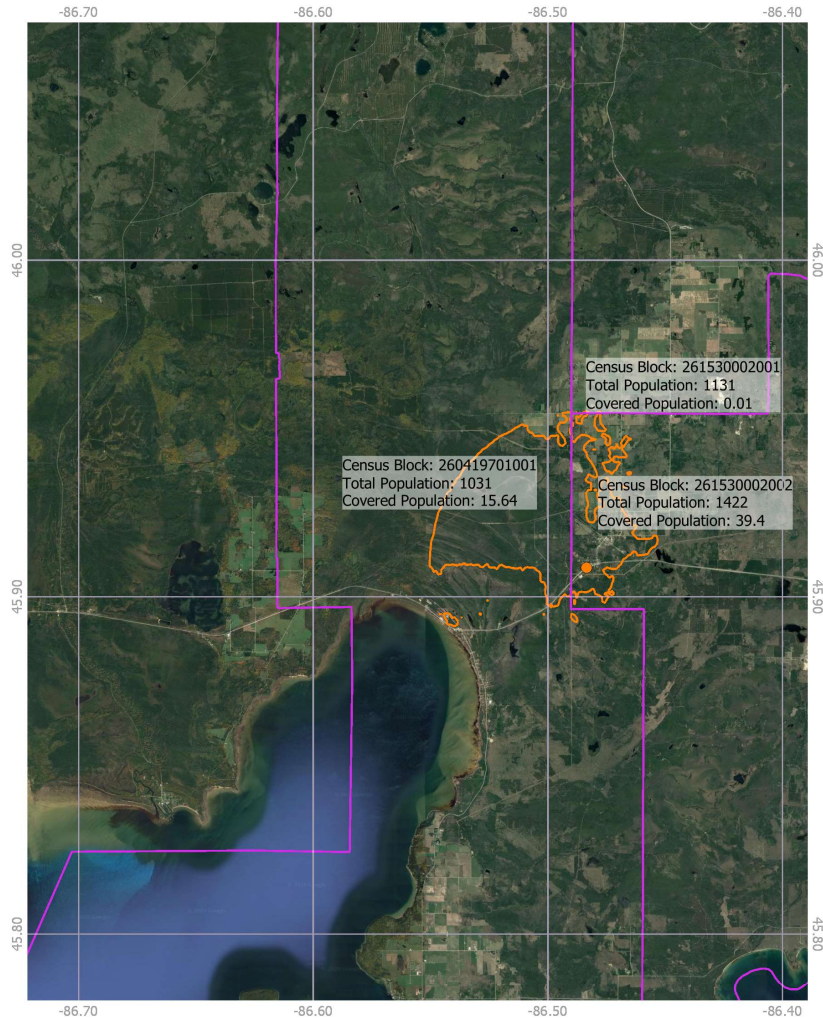 -86.70
-86.60
-86.50
-86.40
46.00
46.00
Census Block: 261530002001
Total Population: 1131
Covered Population: 0.01
Census Block: 260419701001
Total Population: 1031
Covered Population: 15.64
Census Block: 261530002002
Total Population: 1422
Covered Population: 39.4
45.90
45.90
45.80
45.80
-86.70
-86.60
-86.50
-86.40